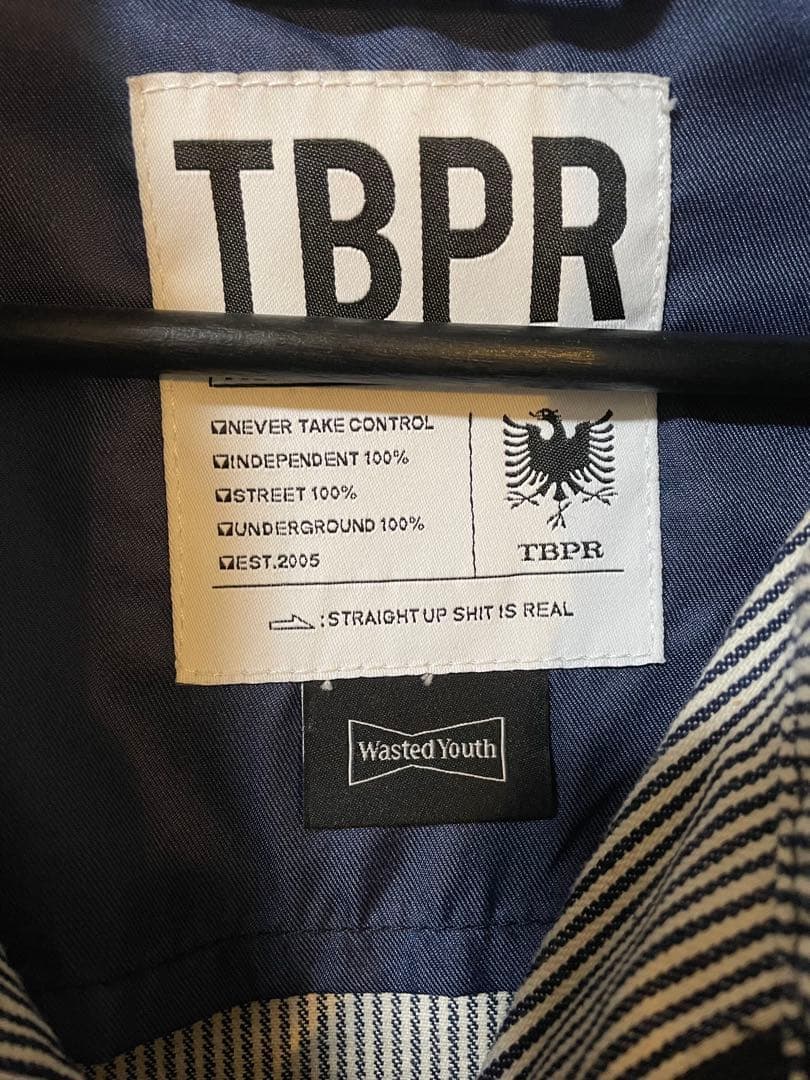 TBPR
NEVER TAKE CONTROL
INDEPENDENT 100%
STREET 100%
UNDERGROUND 100%
EST.2005
TBPR
:STRAIGHT UP SHIT IS REAL
Wasted Youth